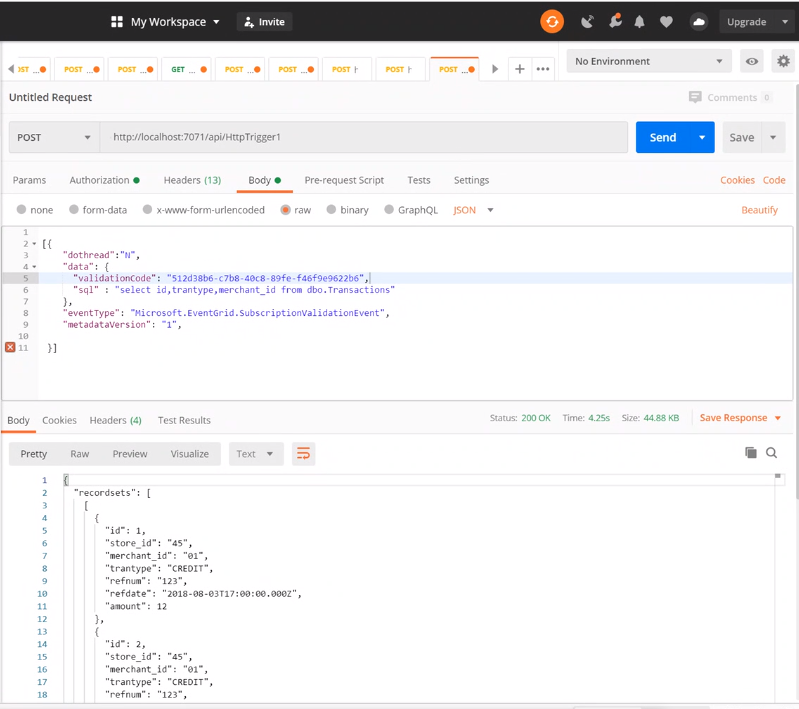 My Workspace Invite Upgrade
OST ... POST ... POST ... GET ... POST ... POST ... POST POST POST ... No Environment
Untitled Request Comments 0
POST http://localhost:7071/api/HttpTrigger1 Send Save
Params Authorization Headers (13) Body Pre-request Script Tests Settings Cookies Code
none form-data x-www-form-urlencoded raw binary GraphQL JSON Beautify
1
2 [{
3 "dothread":"N",
4 "data": {
5 "validationCode": "512d38b6-c7b8-40c8-89fe-f46f9e9622b6",
6 "sql" : "select id,trantype,merchant_id from dbo.Transactions"
7 },
8 "eventType": "Microsoft.EventGrid.SubscriptionValidationEvent",
9 "metadataVersion": "1",
10
11 }]
Body Cookies Headers (4) Test Results Status: 200 OK Time: 4.25s Size: 44.88 KB Save Response
Pretty Raw Preview Visualize Text
1 {
2 "recordsets": [
3 [
4 {
5 "id": 1,
6 "store_id": "45",
7 "merchant_id": "01",
8 "trantype": "CREDIT",
9 "refnum": "123",
10 "refdate": "2018-08-03T17:00:00.000Z",
11 "amount": 12
12 },
13 {
14 "id": 2,
15 "store_id": "45",
16 "merchant_id": "01",
17 "trantype": "CREDIT",
18 "refnum": "123",